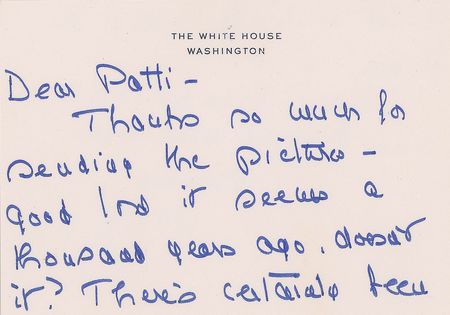 THE WHITE HOUSE
WASHINGTON
Dear Patti –
Thanks so much for
sending the pictures –
good lord it seems a
thousand years ago, doesn't
it? There's certainly been